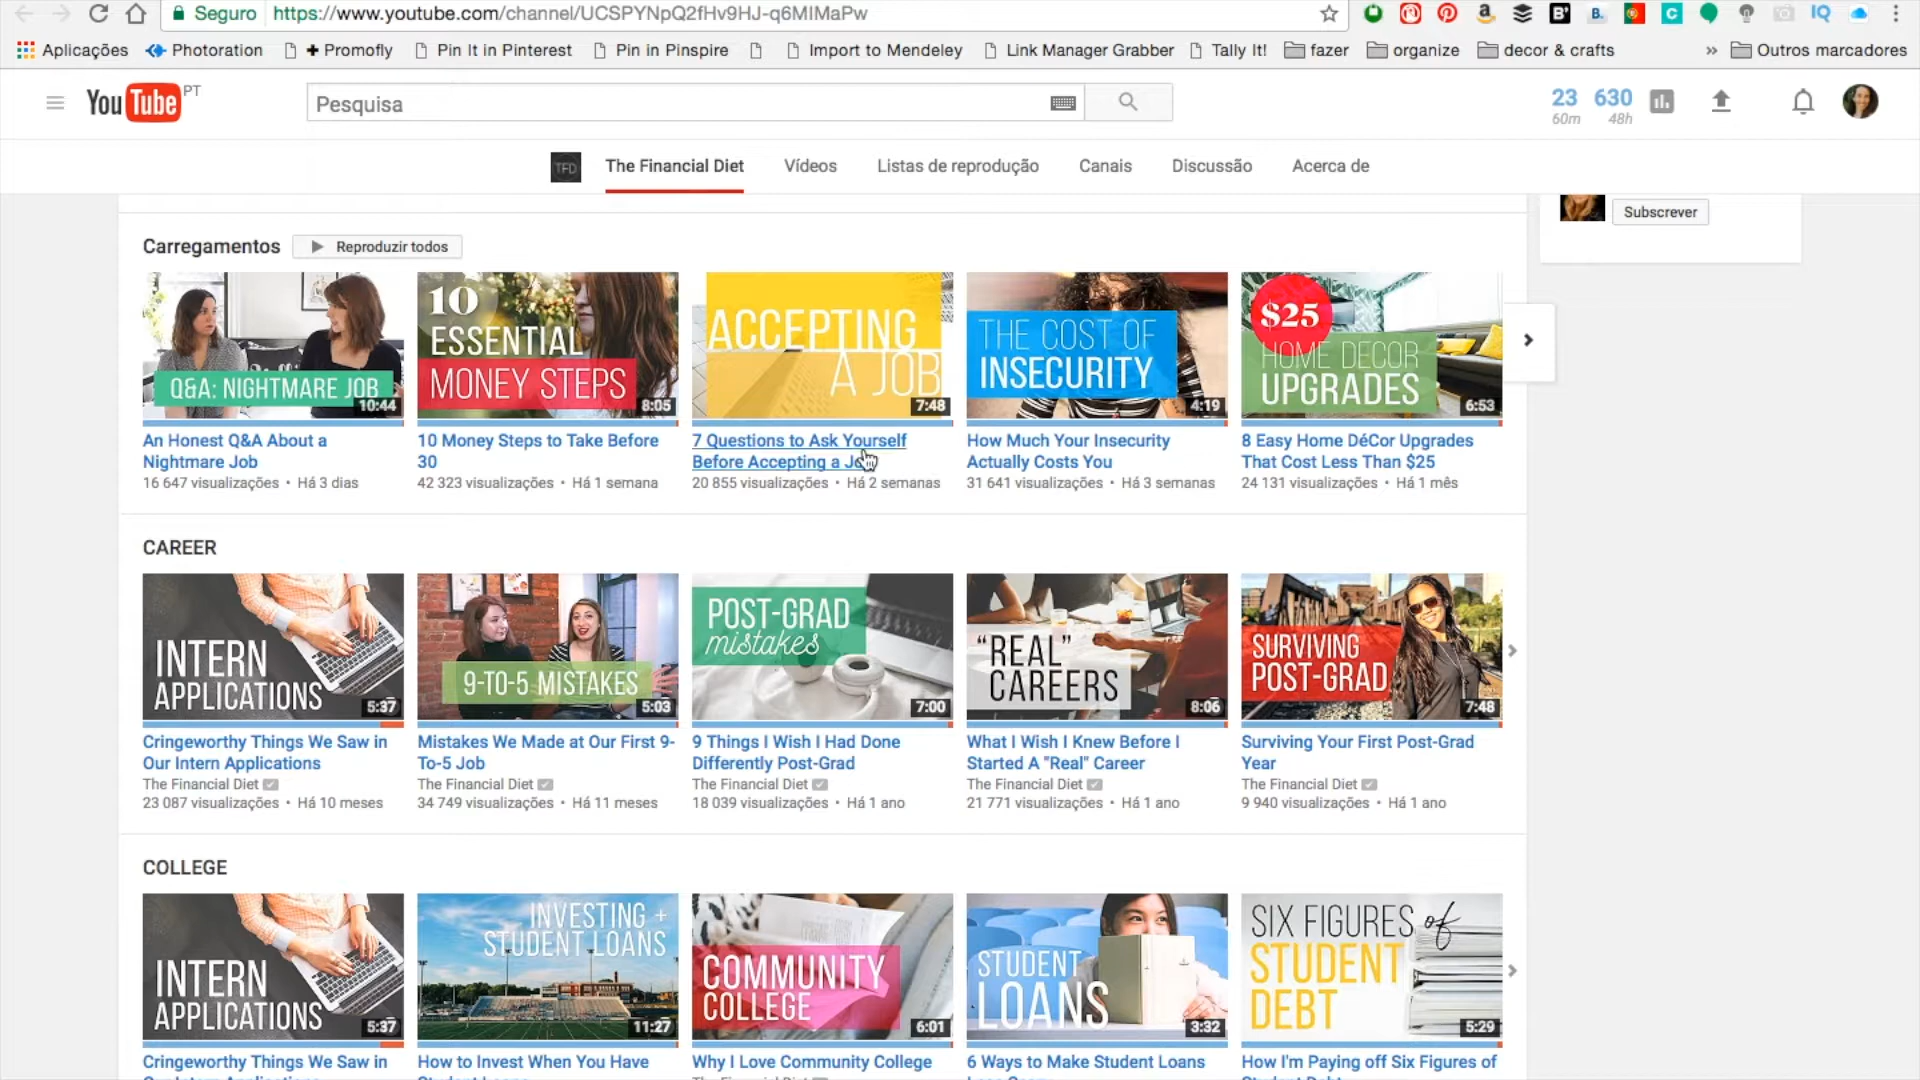 Seguro https://www.youtube.com/channel/UCSPYNpQ2fHv9HJ-q6MIMaPw
Aplicações Photoration + Promofly Pin It in Pinterest Pin in Pinspire Import to Mendeley Link Manager Grabber Tally It! fazer organize decor & crafts » Outros marcadores
YouTube PT
Pesquisa
23 630
60m 48h
TFD The Financial Diet Vídeos Listas de reprodução Canais Discussão Acerca de
Subscrever
Carregamentos Reproduzir todos
Q&A: NIGHTMARE JOB
10:44
10
ESSENTIAL
MONEY STEPS
8:05
ACCEPTING
A JOB
7:48
THE COST OF
INSECURITY
4:19
$25
HOME DECOR
UPGRADES
6:53
An Honest Q&A About a
Nightmare Job
16 647 visualizações • Há 3 dias
10 Money Steps to Take Before
30
42 323 visualizações • Há 1 semana
7 Questions to Ask Yourself
Before Accepting a
20 855 visualizações • Há 2 semanas
How Much Your Insecurity
Actually Costs You
31 641 visualizações • Há 3 semanas
8 Easy Home DéCor Upgrades
That Cost Less Than $25
24 131 visualizações • Há 1 mês
CAREER
INTERN
APPLICATIONS
5:37
9-TO-5 MISTAKES
5:03
POST-GRAD
mistakes
7:00
"REAL"
CAREERS
8:06
SURVIVING
POST-GRAD
7:48
Cringeworthy Things We Saw in
Our Intern Applications
The Financial Diet
23 087 visualizações • Há 10 meses
Mistakes We Made at Our First 9-
To-5 Job
The Financial Diet
34 749 visualizações • Há 11 meses
9 Things I Wish I Had Done
Differently Post-Grad
The Financial Diet
18 039 visualizações • Há 1 ano
What I Wish I Knew Before I
Started A "Real" Career
The Financial Diet
21 771 visualizações • Há 1 ano
Surviving Your First Post-Grad
Year
The Financial Diet
9 940 visualizações • Há 1 ano
COLLEGE
INTERN
APPLICATIONS
5:37
INVESTING +
STUDENT LOANS
11:27
COMMUNITY
COLLEGE
6:01
STUDENT
LOANS
3:32
SIX FIGURES of
STUDENT
DEBT
5:29
Cringeworthy Things We Saw in
How to Invest When You Have
Why I Love Community College
6 Ways to Make Student Loans
How I'm Paying off Six Figures of